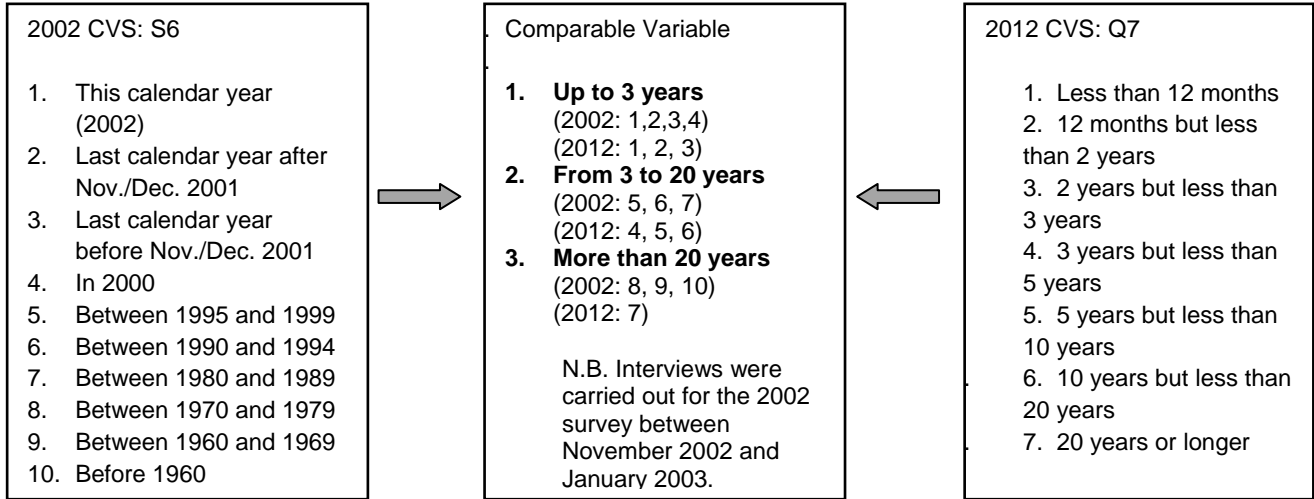 2002 CVS: S6
1. This calendar year
(2002)
2. Last calendar year after
Nov./Dec. 2001
3. Last calendar year
before Nov./Dec. 2001
4. In 2000
5. Between 1995 and 1999
6. Between 1990 and 1994
7. Between 1980 and 1989
8. Between 1970 and 1979
9. Between 1960 and 1969
10. Before 1960
Comparable Variable
1. Up to 3 years
(2002: 1,2,3,4)
(2012: 1, 2, 3)
2. From 3 to 20 years
(2002: 5, 6, 7)
(2012: 4, 5, 6)
3. More than 20 years
(2002: 8, 9, 10)
(2012: 7)
N.B. Interviews were
carried out for the 2002
survey between
November 2002 and
January 2003.
2012 CVS: Q7
1. Less than 12 months
2. 12 months but less
than 2 years
3. 2 years but less than
3 years
4. 3 years but less than
5 years
5. 5 years but less than
10 years
6. 10 years but less than
20 years
7. 20 years or longer